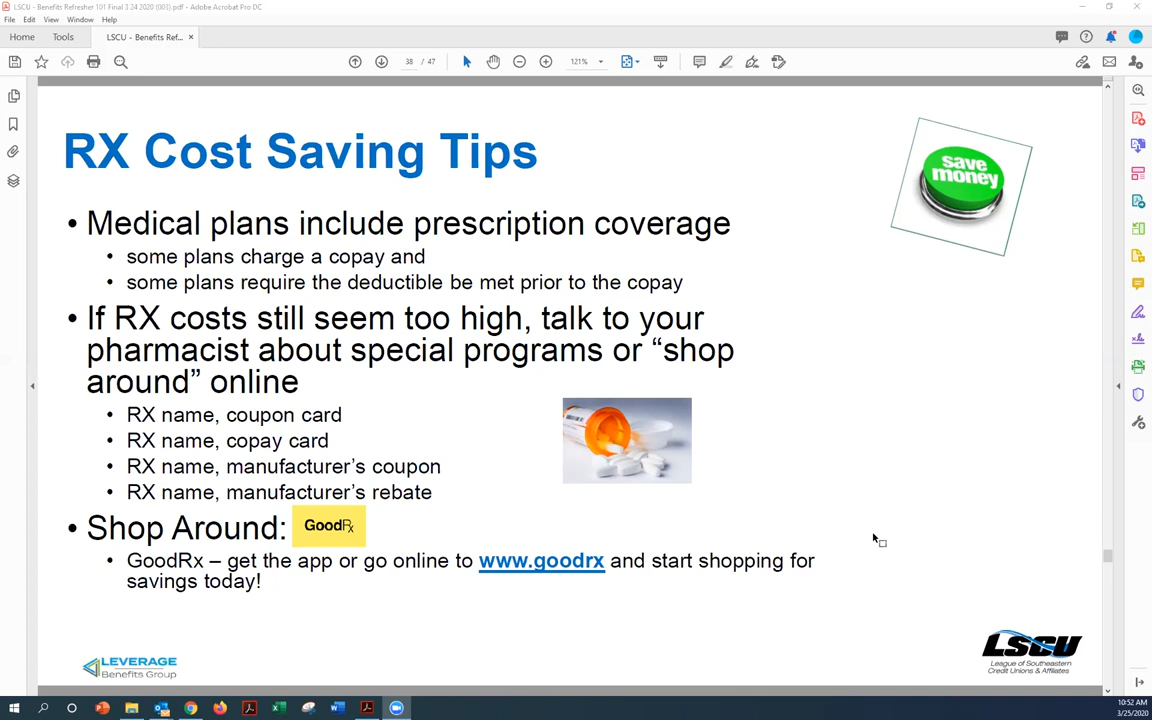 LSCU - Benefits Refresher 101 Final 3 24 2020 (003).pdf - Adobe Acrobat Pro DC
File Edit View Window Help
Home Tools LSCU - Benefits Ref... ×
38 / 47 121%
RX Cost Saving Tips
save
money
• Medical plans include prescription coverage
• some plans charge a copay and
• some plans require the deductible be met prior to the copay
• If RX costs still seem too high, talk to your
pharmacist about special programs or “shop
around” online
• RX name, coupon card
• RX name, copay card
• RX name, manufacturer’s coupon
• RX name, manufacturer’s rebate
• Shop Around: GoodRx
• GoodRx – get the app or go online to www.goodrx and start shopping for
savings today!
LEVERAGE
Benefits Group
LSCU
League of Southeastern
Credit Unions & Affiliates
10:52 AM
3/25/2020